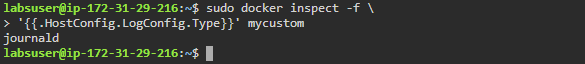 labsuser@ip-172-31-29-216:~$ sudo docker inspect -f \
> '{{.HostConfig.LogConfig.Type}}' mycustom
journald
labsuser@ip-172-31-29-216:~$